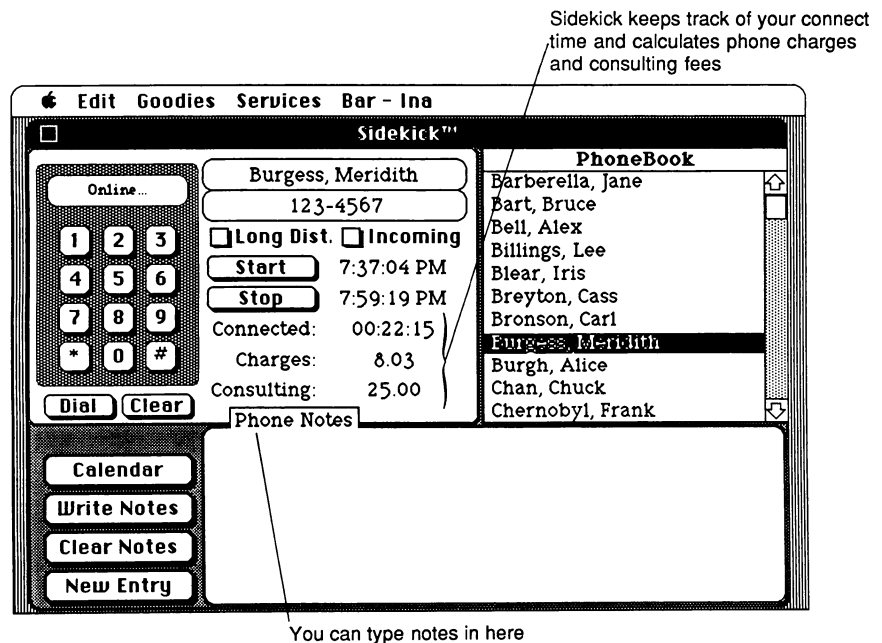 Sidekick keeps track of your connect
time and calculates phone charges
and consulting fees
Edit Goodies Services Bar - Ina
Sidekick™
Online...
1 2 3
4 5 6
7 8 9
* 0 #
Dial Clear
Burgess, Meridith
123-4567
Long Dist. Incoming
Start 7:37:04 PM
Stop 7:59:19 PM
Connected: 00:22:15
Charges: 8.03
Consulting: 25.00
PhoneBook
Barberella, Jane
Bart, Bruce
Bell, Alex
Billings, Lee
Blear, Iris
Breyton, Cass
Bronson, Carl
Burgess, Meridith
Burgh, Alice
Chan, Chuck
Chernobyl, Frank
Phone Notes
Calendar
Write Notes
Clear Notes
New Entry
You can type notes in here